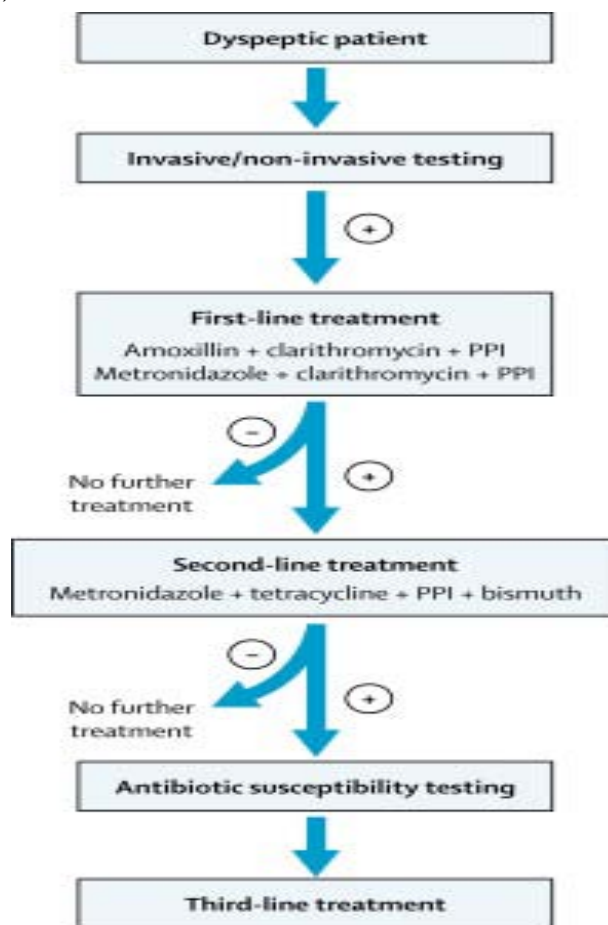 Dyspeptic patient
Invasive/non-invasive testing
+
First-line treatment
Amoxillin + clarithromycin + PPI
Metronidazole + clarithromycin + PPI
-
No further
treatment
+
Second-line treatment
Metronidazole + tetracycline + PPI + bismuth
-
No further
treatment
+
Antibiotic susceptibility testing
Third-line treatment